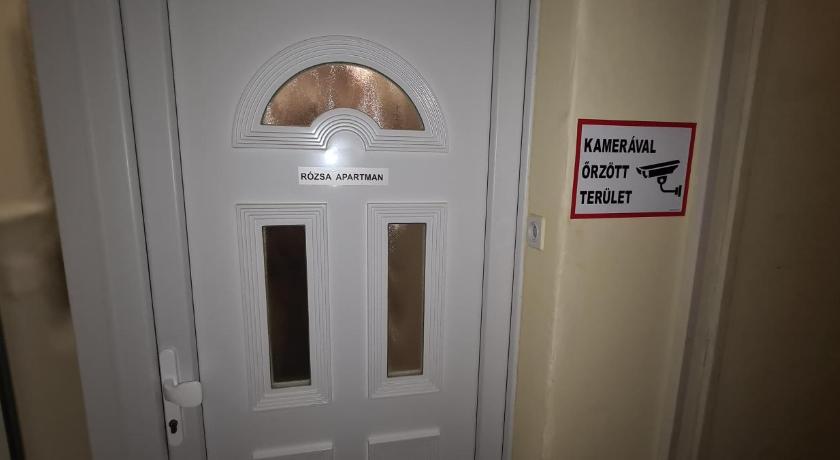 RÓZSA APARTMAN
KAMERÁVAL
ŐRZÖTT
TERÜLET